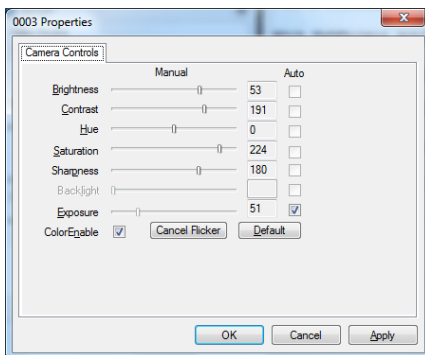 0003 Properties
Camera Controls
Manual Auto
Brightness 53
Contrast 191
Hue 0
Saturation 224
Sharpness 180
Backlight
Exposure 51
ColorEnable Cancel Flicker Default
OK Cancel Apply